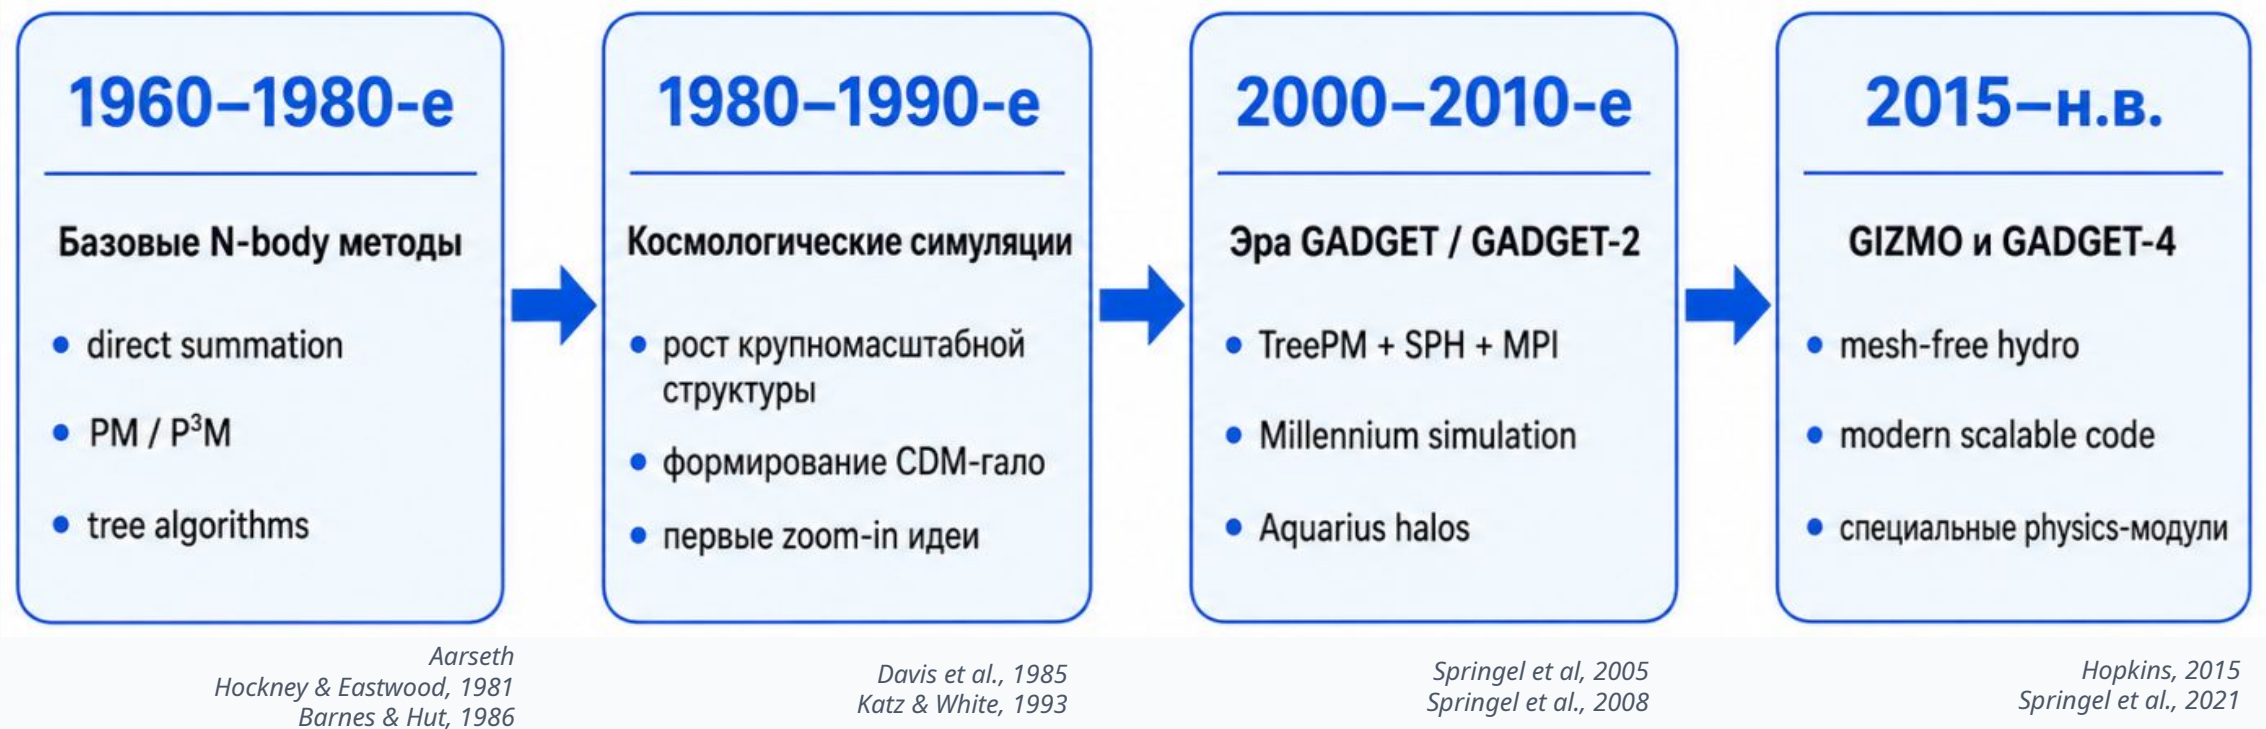 1960–1980-е
Базовые N-body методы
• direct summation
• PM / P³M
• tree algorithms
Aarseth
Hockney & Eastwood, 1981
Barnes & Hut, 1986
1980–1990-е
Космологические симуляции
• рост крупномасштабной
структуры
• формирование CDM-гало
• первые zoom-in идеи
Davis et al., 1985
Katz & White, 1993
2000–2010-е
Эра GADGET / GADGET-2
• TreePM + SPH + MPI
• Millennium simulation
• Aquarius halos
Springel et al, 2005
Springel et al., 2008
2015–н.в.
GIZMO и GADGET-4
• mesh-free hydro
• modern scalable code
• специальные physics-модули
Hopkins, 2015
Springel et al., 2021